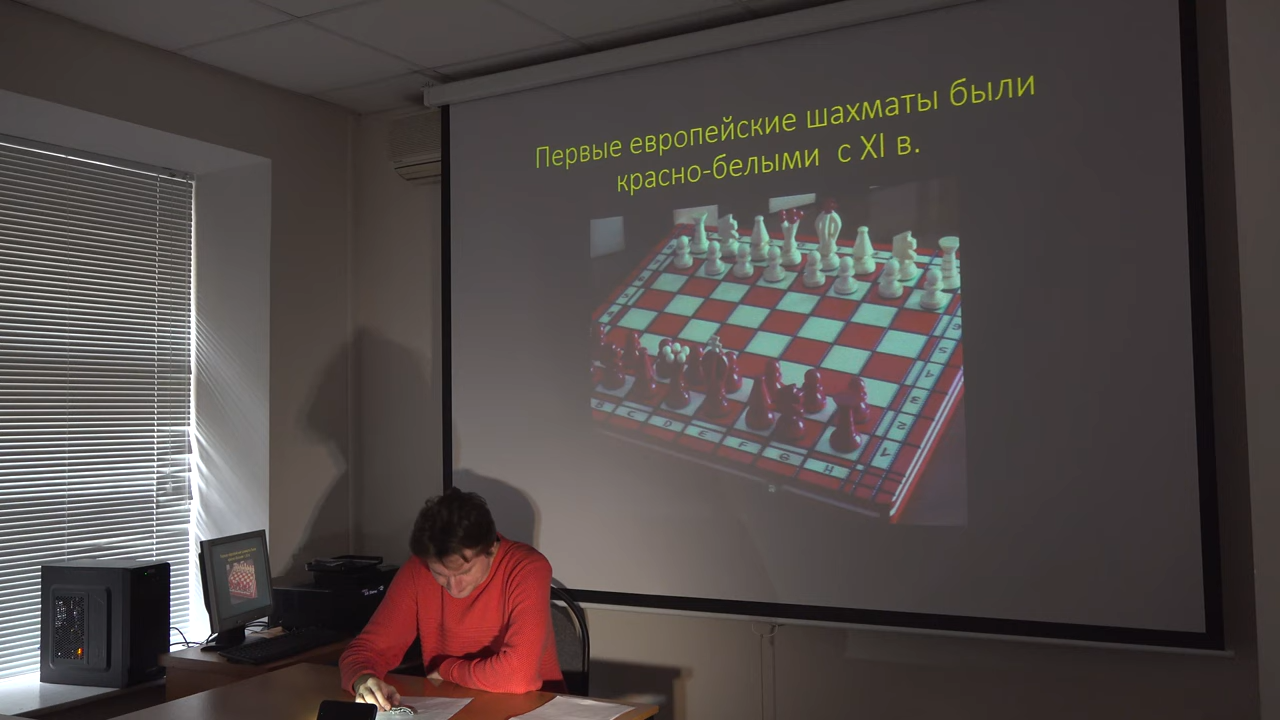 Первые европейские шахматы были
красно-белыми с XI в.
B C D E F G H